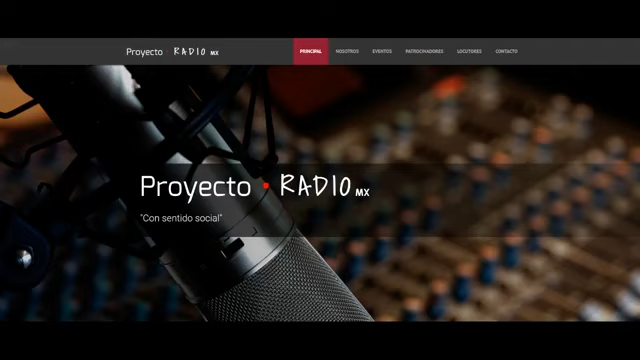 Proyecto • RADIO MX
PRINCIPAL NOSOTROS EVENTOS PATROCINADORES LOCUTORES CONTACTO
Proyecto • RADIO MX
"Con sentido social"